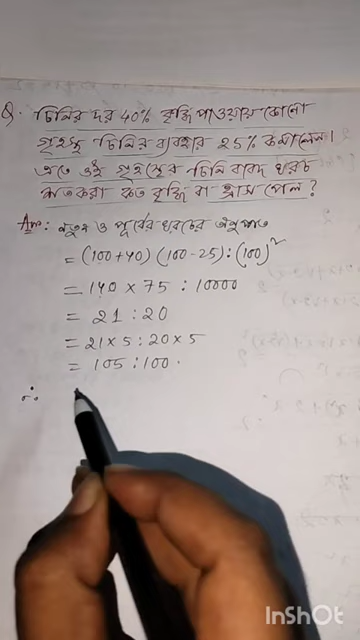 Q. চিনির দর 40% বৃদ্ধি পাওয়ায় কোনো
গৃহস্থ চিনির ব্যবহার 25% কমালেন।
এতে ওই গৃহস্থের চিনি বাবদ খরচ
শতকরা কত বৃদ্ধি বা হ্রাস পেল?
Ans: নতুন ও পূর্বের খরচের অনুপাত
= (100+40) (100-25) : (100)²
= 140 × 75 : 10000
= 21 : 20
= 21×5 : 20×5
= 105 : 100.
∴
InShOt